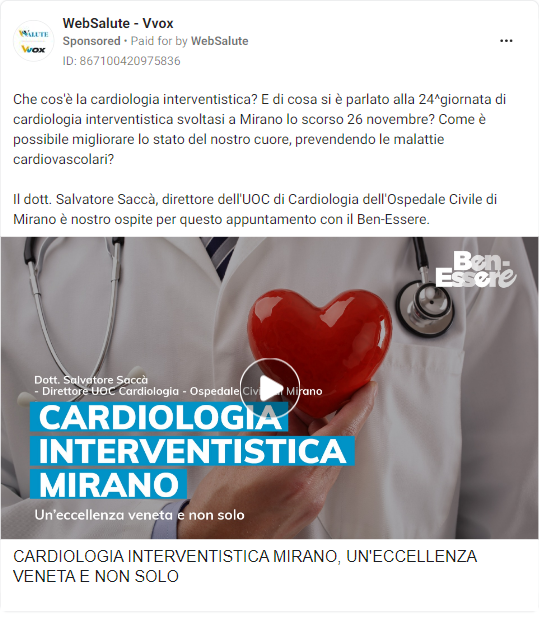 WebSalute - Vvox
Sponsored • Paid for by WebSalute
ID: 867100420975836
WSALUTE
VVOX
Che cos'è la cardiologia interventistica? E di cosa si è parlato alla 24^giornata di
cardiologia interventistica svoltasi a Mirano lo scorso 26 novembre? Come è
possibile migliorare lo stato del nostro cuore, prevendendo le malattie
cardiovascolari?
Il dott. Salvatore Saccà, direttore dell'UOC di Cardiologia dell'Ospedale Civile di
Mirano è nostro ospite per questo appuntamento con il Ben-Essere.
Ben-
Essere
Dott. Salvatore Saccà
- Direttore UOC Cardiologia - Ospedale Civile di Mirano
CARDIOLOGIA
INTERVENTISTICA
MIRANO
Un'eccellenza veneta e non solo
CARDIOLOGIA INTERVENTISTICA MIRANO, UN'ECCELLENZA
VENETA E NON SOLO